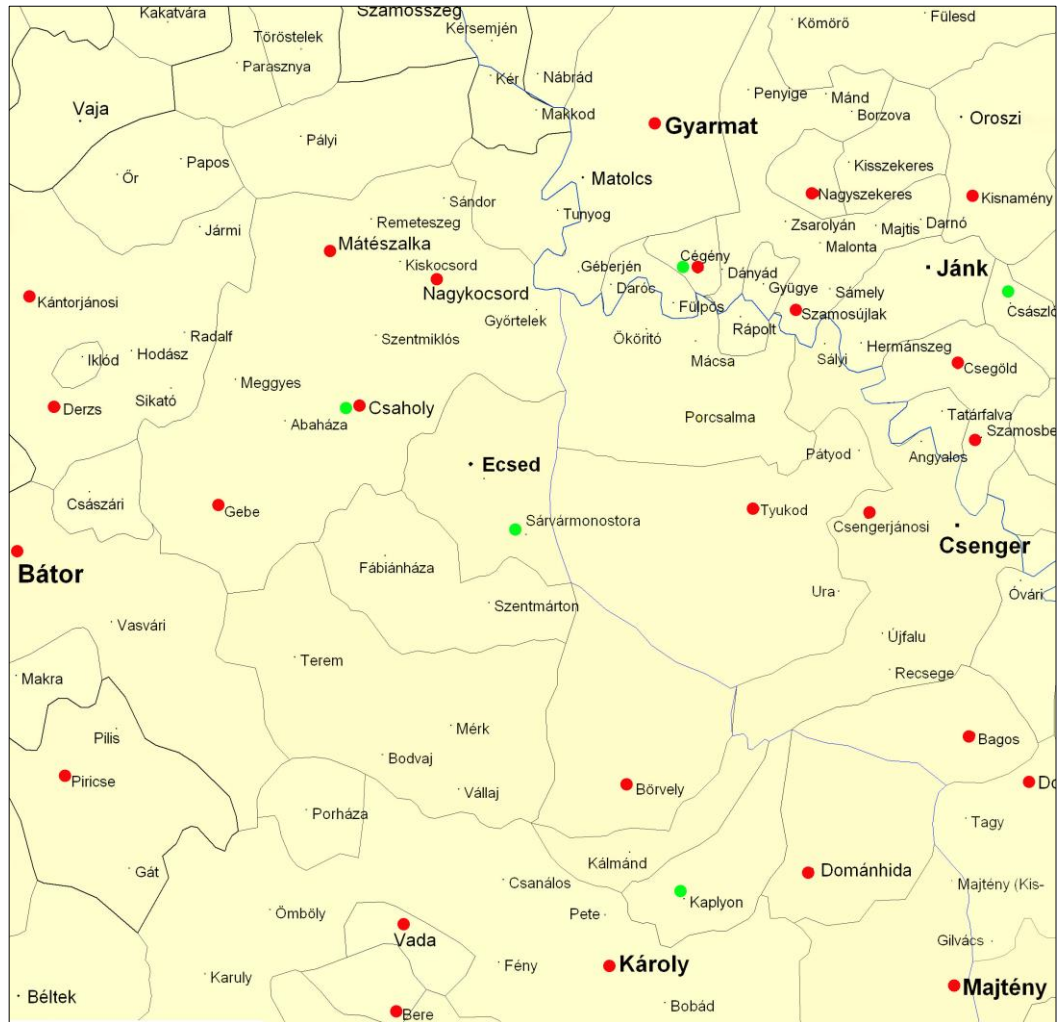 Kakatvára
Szamosszeg
Kömörő
Fülesd
Töröstelek
Kérsemjén
Parasznya
Kér
Nábrád
Penyige
Mánd
Vaja
Makkod
Borzova
Oroszi
Gyarmat
Pályi
Papos
Kisszekeres
Őr
Matolcs
Nagyszekeres
Kisnamény
Sándor
Tunyog
Remeteszeg
Zsarolyán
Majtis
Darnó
Jármi
Mátészalka
Malonta
Cégény
Kiskocsord
Géberjén
Dányád
Jánk
Nagykocsord
Daróc
Gyügye
Sámely
Kántorjánosi
Fülpös
Szamosújlak
Császló
Győrtelek
Rápolt
Radalf
Szentmiklós
Ököritó
Hermánszeg
Iklód
Hodász
Mácsa
Sályi
Csegöld
Meggyes
Derzs
Sikató
Csaholy
Abaháza
Porcsalma
Tatárfalva
Szamosbe
Pátyod
Angyalos
Ecsed
Császári
Gebe
Sárvármonostora
Tyukod
Csengerjánosi
Csenger
Bátor
Fábiánháza
Óvári
Ura
Szentmárton
Vasvári
Újfalu
Terem
Recsege
Makra
Mérk
Pilis
Bagos
Bodvaj
Piricse
Vállaj
Börvely
Do
Porháza
Tagy
Kálmánd
Gát
Dománhida
Csanálos
Majtény (Kis-
Kaplyon
Ömböly
Pete
Vada
Gilvács
Fény
Károly
Karuly
Majtény
Béltek
Bobád
Bere